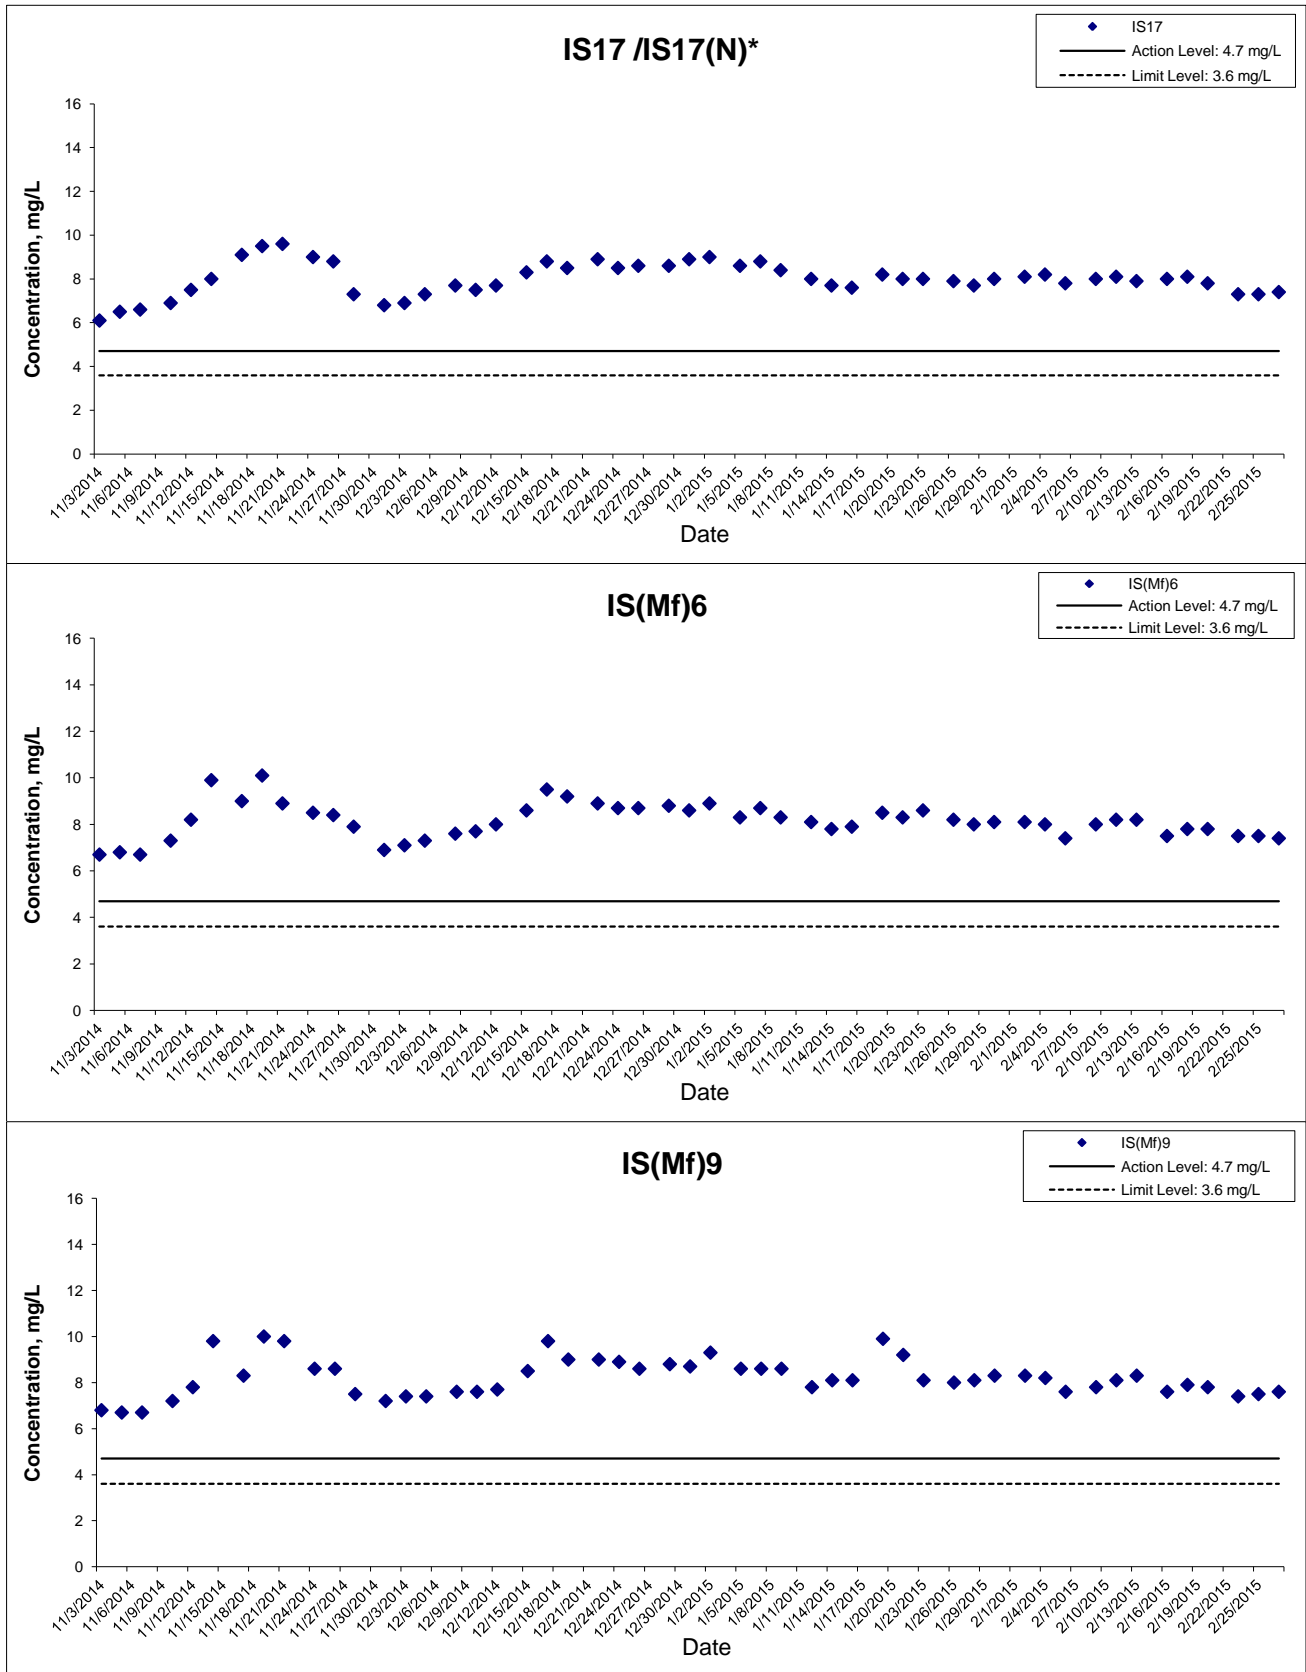 IS17 /IS17(N)*
IS17
Action Level: 4.7 mg/L
Limit Level: 3.6 mg/L
Concentration, mg/L
16
14
12
10
8
6
4
2
0
11/3/2014 11/6/2014 11/9/2014 11/12/2014 11/15/2014 11/18/2014 11/21/2014 11/24/2014 11/27/2014 11/30/2014 12/3/2014 12/6/2014 12/9/2014 12/12/2014 12/15/2014 12/18/2014 12/21/2014 12/24/2014 12/27/2014 12/30/2014 1/2/2015 1/5/2015 1/8/2015 1/11/2015 1/14/2015 1/17/2015 1/20/2015 1/23/2015 1/26/2015 1/29/2015 2/1/2015 2/4/2015 2/7/2015 2/10/2015 2/13/2015 2/16/2015 2/19/2015 2/22/2015 2/25/2015
Date
IS(Mf)6
IS(Mf)6
Action Level: 4.7 mg/L
Limit Level: 3.6 mg/L
Concentration, mg/L
16
14
12
10
8
6
4
2
0
11/3/2014 11/6/2014 11/9/2014 11/12/2014 11/15/2014 11/18/2014 11/21/2014 11/24/2014 11/27/2014 11/30/2014 12/3/2014 12/6/2014 12/9/2014 12/12/2014 12/15/2014 12/18/2014 12/21/2014 12/24/2014 12/27/2014 12/30/2014 1/2/2015 1/5/2015 1/8/2015 1/11/2015 1/14/2015 1/17/2015 1/20/2015 1/23/2015 1/26/2015 1/29/2015 2/1/2015 2/4/2015 2/7/2015 2/10/2015 2/13/2015 2/16/2015 2/19/2015 2/22/2015 2/25/2015
Date
IS(Mf)9
IS(Mf)9
Action Level: 4.7 mg/L
Limit Level: 3.6 mg/L
Concentration, mg/L
16
14
12
10
8
6
4
2
0
11/3/2014 11/6/2014 11/9/2014 11/12/2014 11/15/2014 11/18/2014 11/21/2014 11/24/2014 11/27/2014 11/30/2014 12/3/2014 12/6/2014 12/9/2014 12/12/2014 12/15/2014 12/18/2014 12/21/2014 12/24/2014 12/27/2014 12/30/2014 1/2/2015 1/5/2015 1/8/2015 1/11/2015 1/14/2015 1/17/2015 1/20/2015 1/23/2015 1/26/2015 1/29/2015 2/1/2015 2/4/2015 2/7/2015 2/10/2015 2/13/2015 2/16/2015 2/19/2015 2/22/2015 2/25/2015
Date